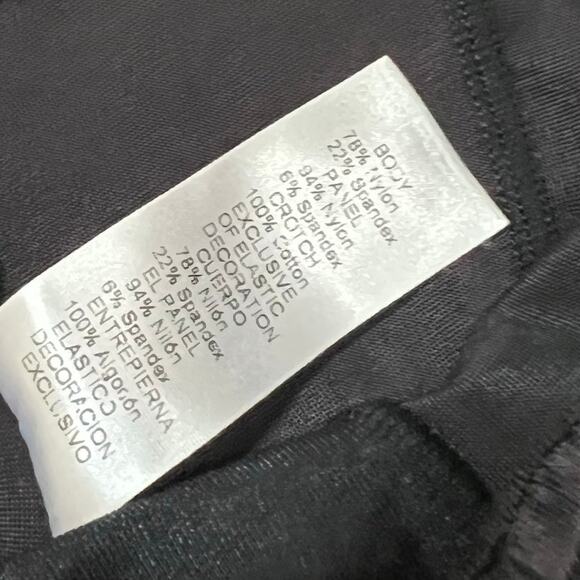 BODY
78% Nylon
22% Spandex
PANEL
94% Nylon
6% Spandex
CROTCH
100% Cotton
EXCLUSIVE
OF ELASTIC
DECORATION
CUERPO
78% Nilón
22% Spandex
EL PANEL
94% Nilón
6% Spandex
ENTREPIERNA
100% Algodón
ELASTICO
DECORACION
EXCLUSIVO